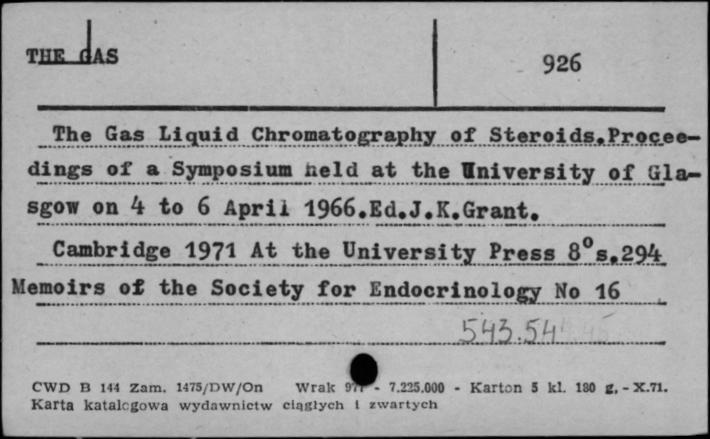 THE GAS
926
The Gas Liquid Chromatography of Steroids.Procee-
dings of a Symposium held at the University of Gla-
sgow on 4 to 6 April 1966.Ed.J.K.Grant.
Cambridge 1971 At the University Press 8°s.294
Memoirs of the Society for Endocrinology No 16
543.544.45
CWD B 144 Zam. 1475/DW/On Wrak 977 - 7.225.000 - Karton 5 kl. 180 g. - X.71.
Karta katalogowa wydawnictw ciągłych i zwartych